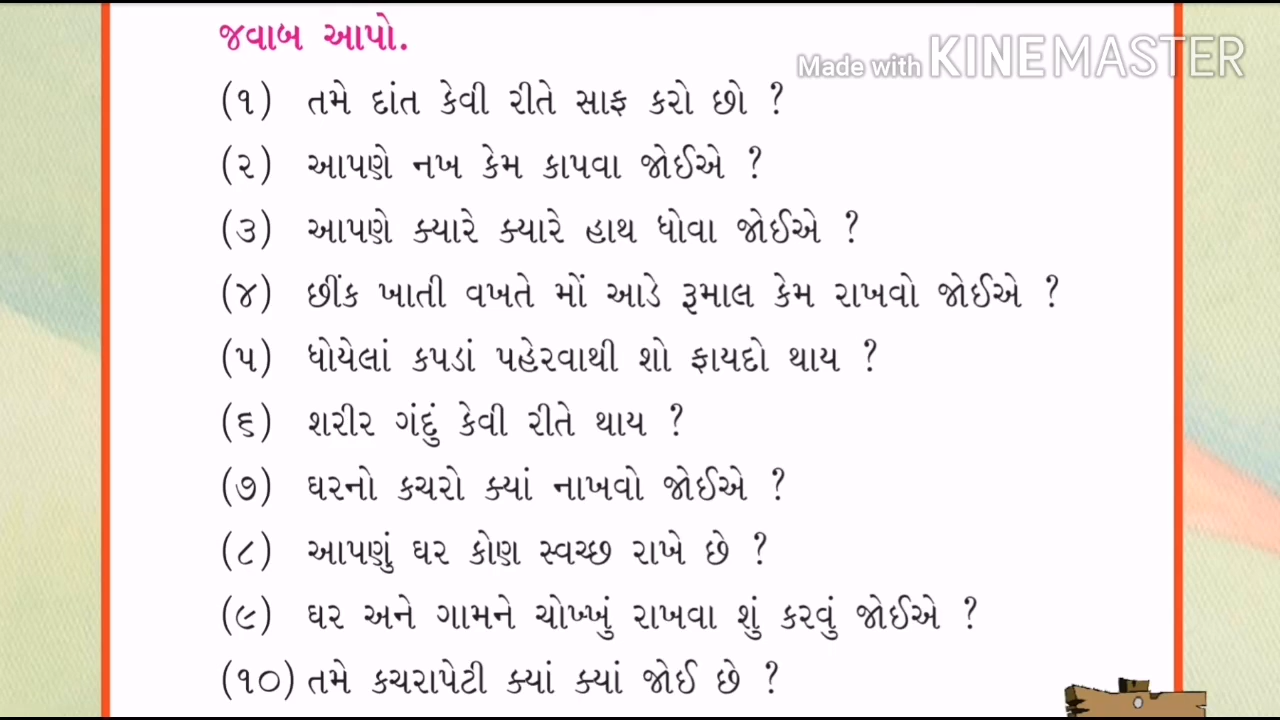 જવાબ આપો.
Made with KINEMASTER
(૧) તમે દાંત કેવી રીતે સાફ કરો છો ?
(૨) આપણે નખ કેમ કાપવા જોઈએ ?
(૩) આપણે ક્યારે ક્યારે હાથ ધોવા જોઈએ ?
(૪) છીંક ખાતી વખતે મોં આડે રૂમાલ કેમ રાખવો જોઈએ ?
(૫) ધોયેલાં કપડાં પહેરવાથી શો ફાયદો થાય ?
(૬) શરીર ગંદું કેવી રીતે થાય ?
(૭) ઘરનો કચરો ક્યાં નાખવો જોઈએ ?
(૮) આપણું ઘર કોણ સ્વચ્છ રાખે છે ?
(૯) ઘર અને ગામને ચોખ્ખું રાખવા શું કરવું જોઈએ ?
(૧૦) તમે કચરાપેટી ક્યાં ક્યાં જોઈ છે ?